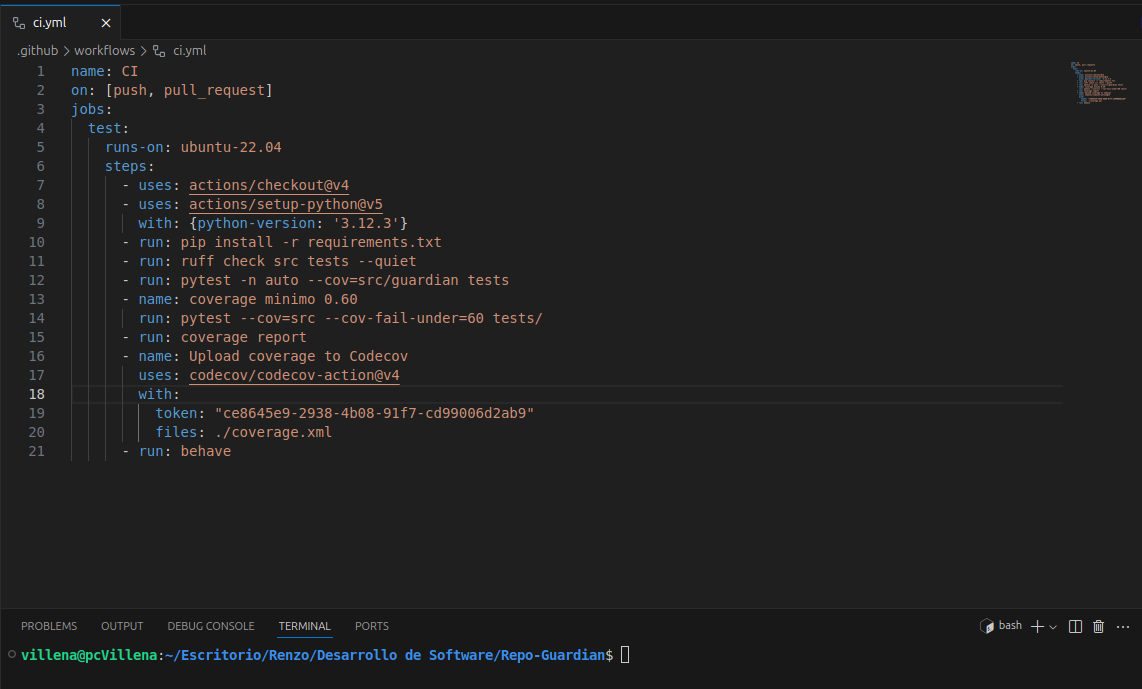 ci.yml
.github > workflows > ci.yml
1 name: CI
2 on: [push, pull_request]
3 jobs:
4   test:
5     runs-on: ubuntu-22.04
6     steps:
7       - uses: actions/checkout@v4
8       - uses: actions/setup-python@v5
9         with: {python-version: '3.12.3'}
10       - run: pip install -r requirements.txt
11       - run: ruff check src tests --quiet
12       - run: pytest -n auto --cov=src/guardian tests
13       - name: coverage minimo 0.60
14         run: pytest --cov=src --cov-fail-under=60 tests/
15       - run: coverage report
16       - name: Upload coverage to Codecov
17         uses: codecov/codecov-action@v4
18         with:
19           token: "ce8645e9-2938-4b08-91f7-cd99006d2ab9"
20           files: ./coverage.xml
21       - run: behave
PROBLEMS OUTPUT DEBUG CONSOLE TERMINAL PORTS bash
villena@pcVillena:~/Escritorio/Renzo/Desarrollo de Software/Repo-Guardian$